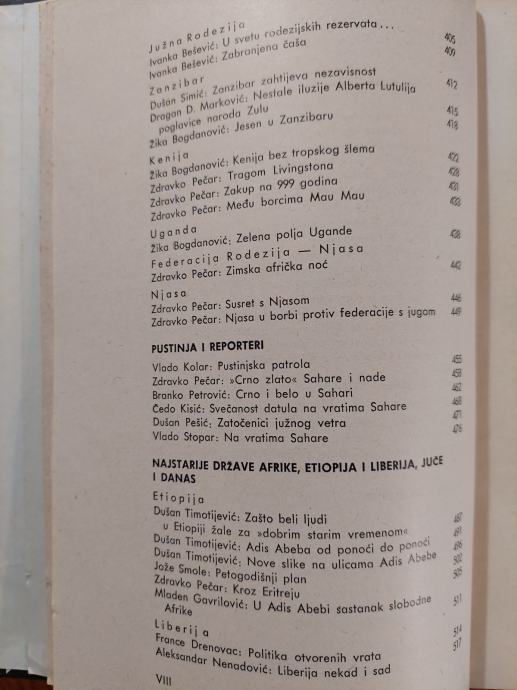 Južna Rodezija
Ivanka Bešević: U svetu rodezijskih rezervata... 405
Ivanka Bešević: Zabranjena čaša 409
Zanzibar
Dušan Simić: Zanzibar zahtijeva nezavisnost 412
Dragan D. Marković: Nestale iluzije Alberta Lutulija
poglavice naroda Zulu 415
Žika Bogdanović: Jesen u Zanzibaru 418
Kenija
Žika Bogdanović: Kenija bez tropskog šlema 422
Zdravko Pečar: Tragom Livingstona 428
Zdravko Pečar: Zakup na 999 godina 431
Zdravko Pečar: Među borcima Mau Mau 433
Uganda
Žika Bogdanović: Zelena polja Ugande 438
Federacija Rodezija — Njasa
Zdravko Pečar: Zimska afrička noć 442
Njasa
Zdravko Pečar: Susret s Njasom 446
Zdravko Pečar: Njasa u borbi protiv federacije s jugom 449
PUSTINJA I REPORTERI
Vlado Kolar: Pustinjska patrola 455
Zdravko Pečar: »Crno zlato« Sahare i nade 458
Branko Petrović: Crno i belo u Sahari 462
Čedo Kisić: Svečanost datula na vratima Sahare 468
Dušan Pešić: Zatočenici južnog vetra 471
Vlado Stopar: Na vratima Sahare 476
NAJSTARIJE DRŽAVE AFRIKE, ETIOPIJA I LIBERIJA, JUČE
I DANAS
Etiopija
Dušan Timotijević: Zašto beli ljudi
u Etiopiji žale za »dobrim starim vremenom« 487
Dušan Timotijević: Adis Abeba od ponoći do ponoći 491
Dušan Timotijević: Nove slike na ulicama Adis Abebe 496
Jože Smole: Petogodišnji plan 502
Zdravko Pečar: Kroz Eritreju 505
Mladen Gavrilović: U Adis Abebi sastanak slobodne
Afrike 511
Liberija
France Drenovac: Politika otvorenih vrata 514
Aleksandar Nenadović: Liberija nekad i sad 517
VIII